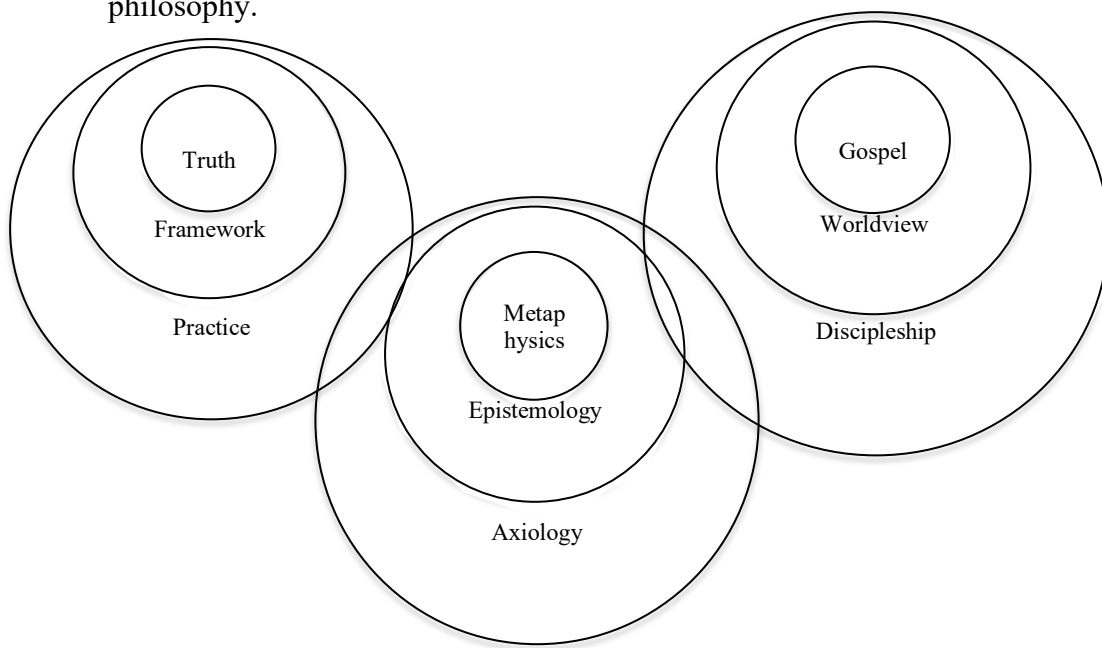 philosophy.
Truth
Framework
Practice
Gospel
Worldview
Discipleship
Metap
hysics
Epistemology
Axiology